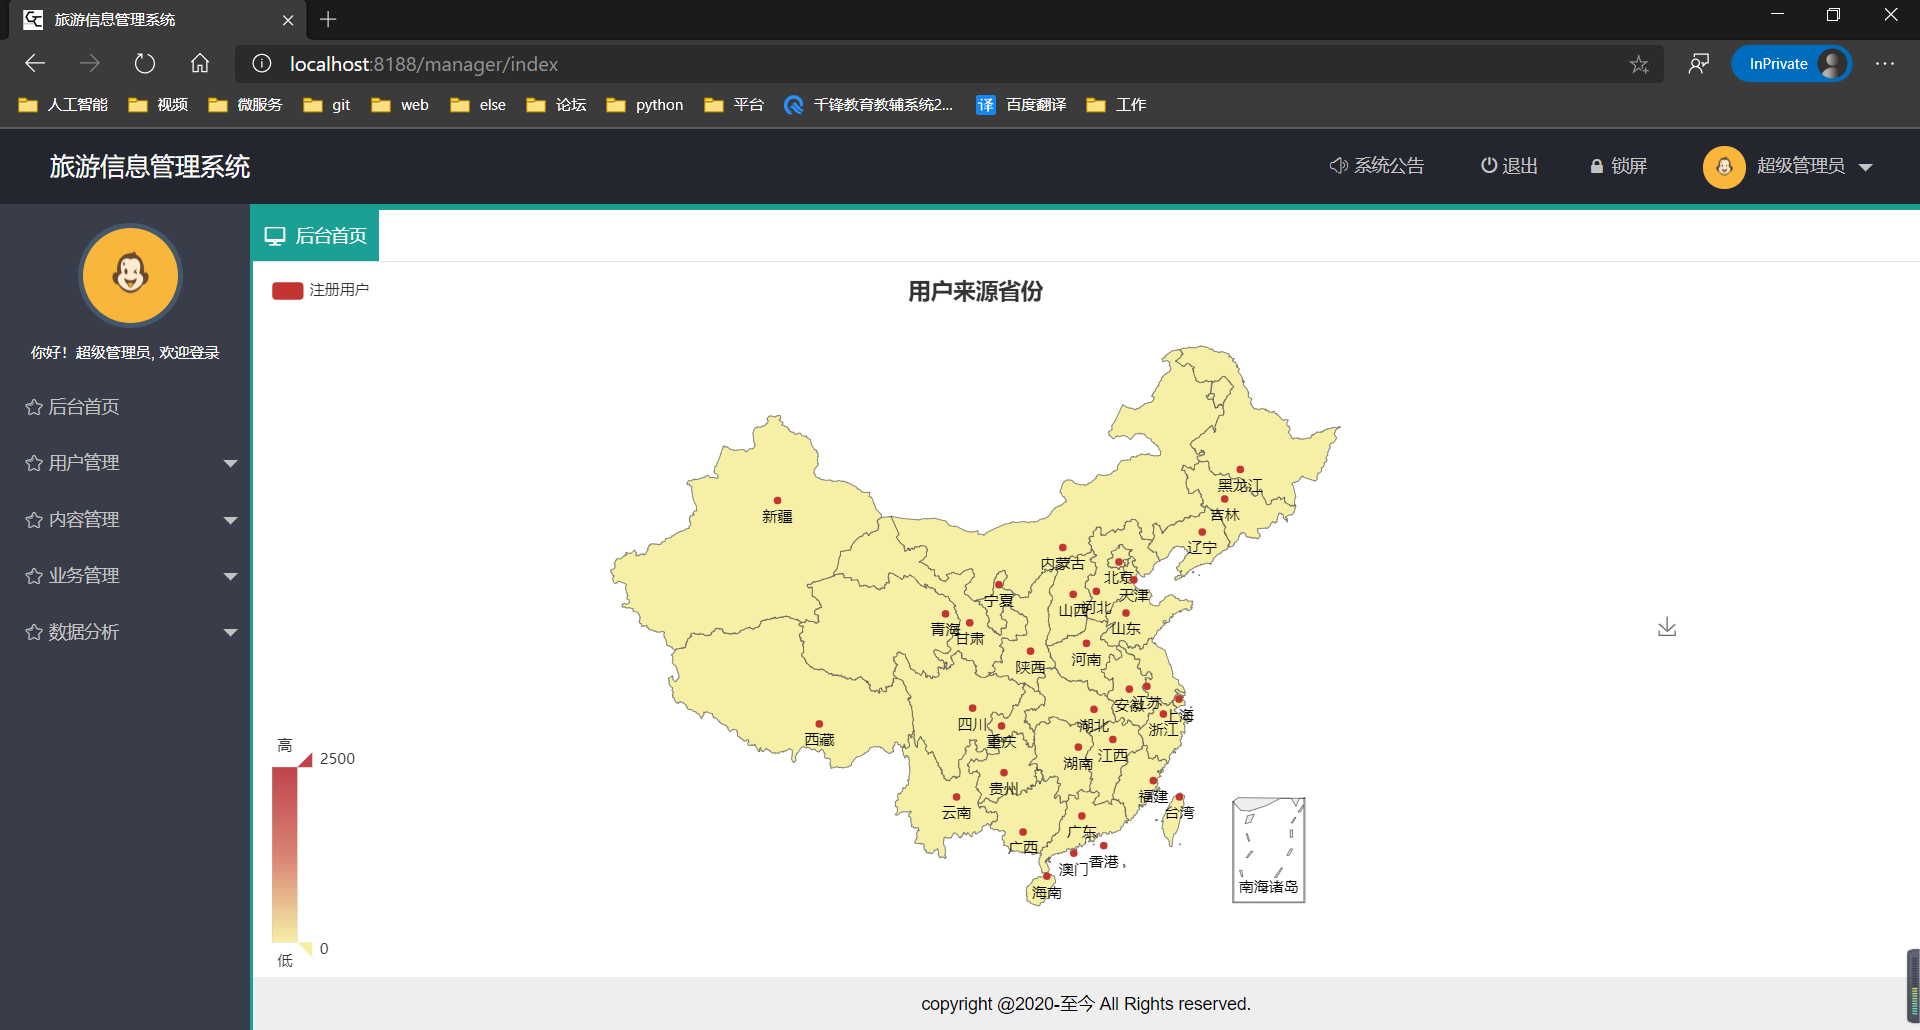 旅游信息管理系统
localhost:8188/manager/index
InPrivate
人工智能 视频 微服务 git web else 论坛 python 平台 千锋教育教辅系统2... 译 百度翻译 工作
旅游信息管理系统
系统公告 退出 锁屏 超级管理员
你好！超级管理员, 欢迎登录
后台首页
用户管理
内容管理
业务管理
数据分析
后台首页
注册用户
用户来源省份
黑龙江
新疆
吉林
辽宁
内蒙古
北京
天津
宁夏
山西
河北
青海
甘肃
山东
陕西
河南
安徽
江苏
上海
四川
湖北
浙江
西藏
重庆
江西
湖南
贵州
福建
云南
台湾
广东
广西
香港
澳门
海南
南海诸岛
高
2500
0
低
copyright @2020-至今 All Rights reserved.